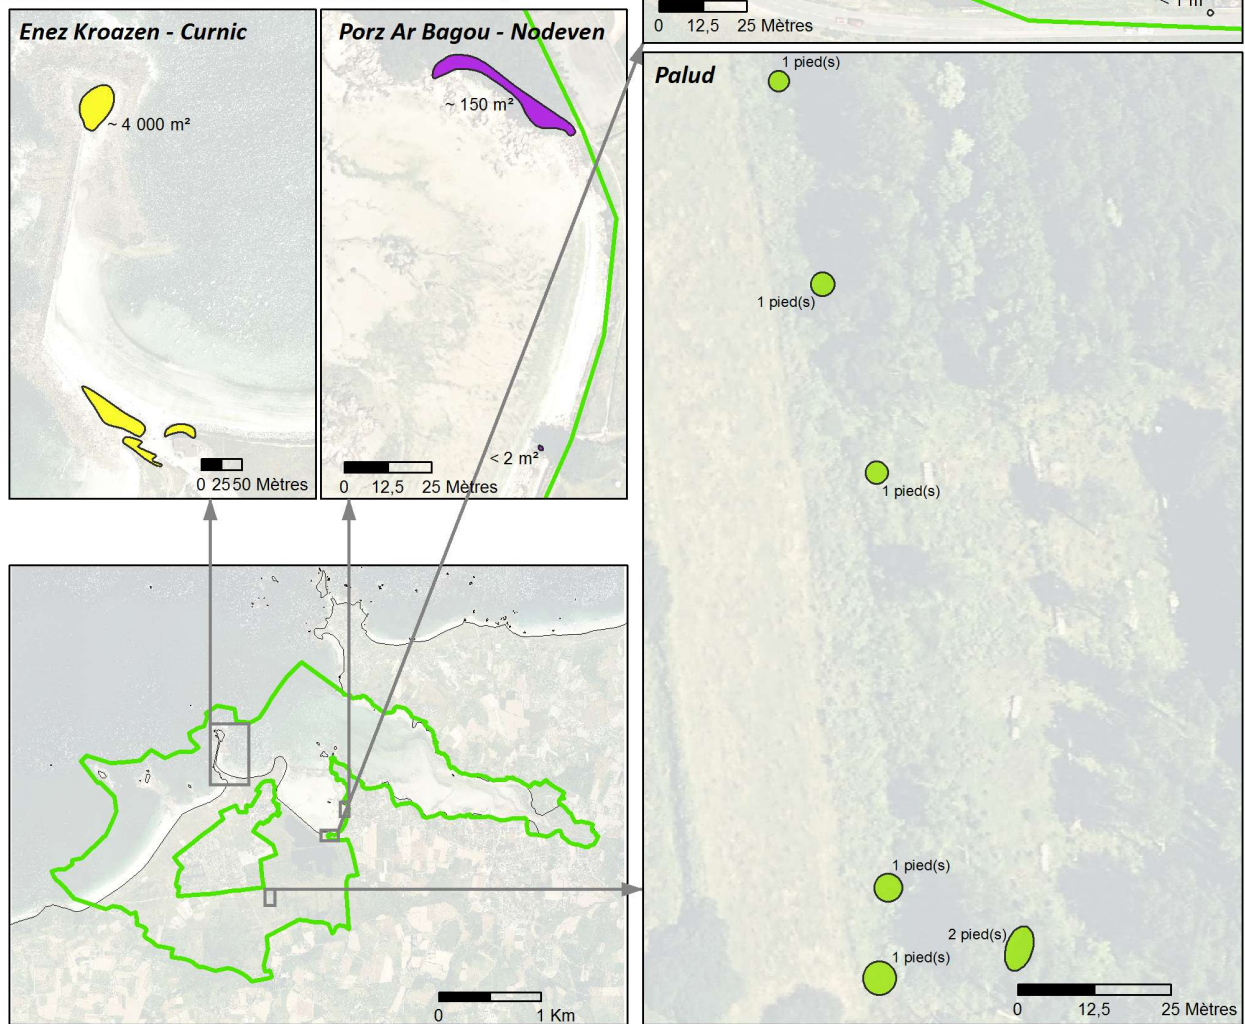 Enez Kroazen - Curnic
~ 4 000 m²
0 25 50 Mètres
Porz Ar Bagou - Nodeven
~ 150 m²
< 2 m²
0 12,5 25 Mètres
0 12,5 25 Mètres
< 1 m
Palud
1 pied(s)
1 pied(s)
1 pied(s)
1 pied(s)
2 pied(s)
1 pied(s)
0 12,5 25 Mètres
0 1 Km